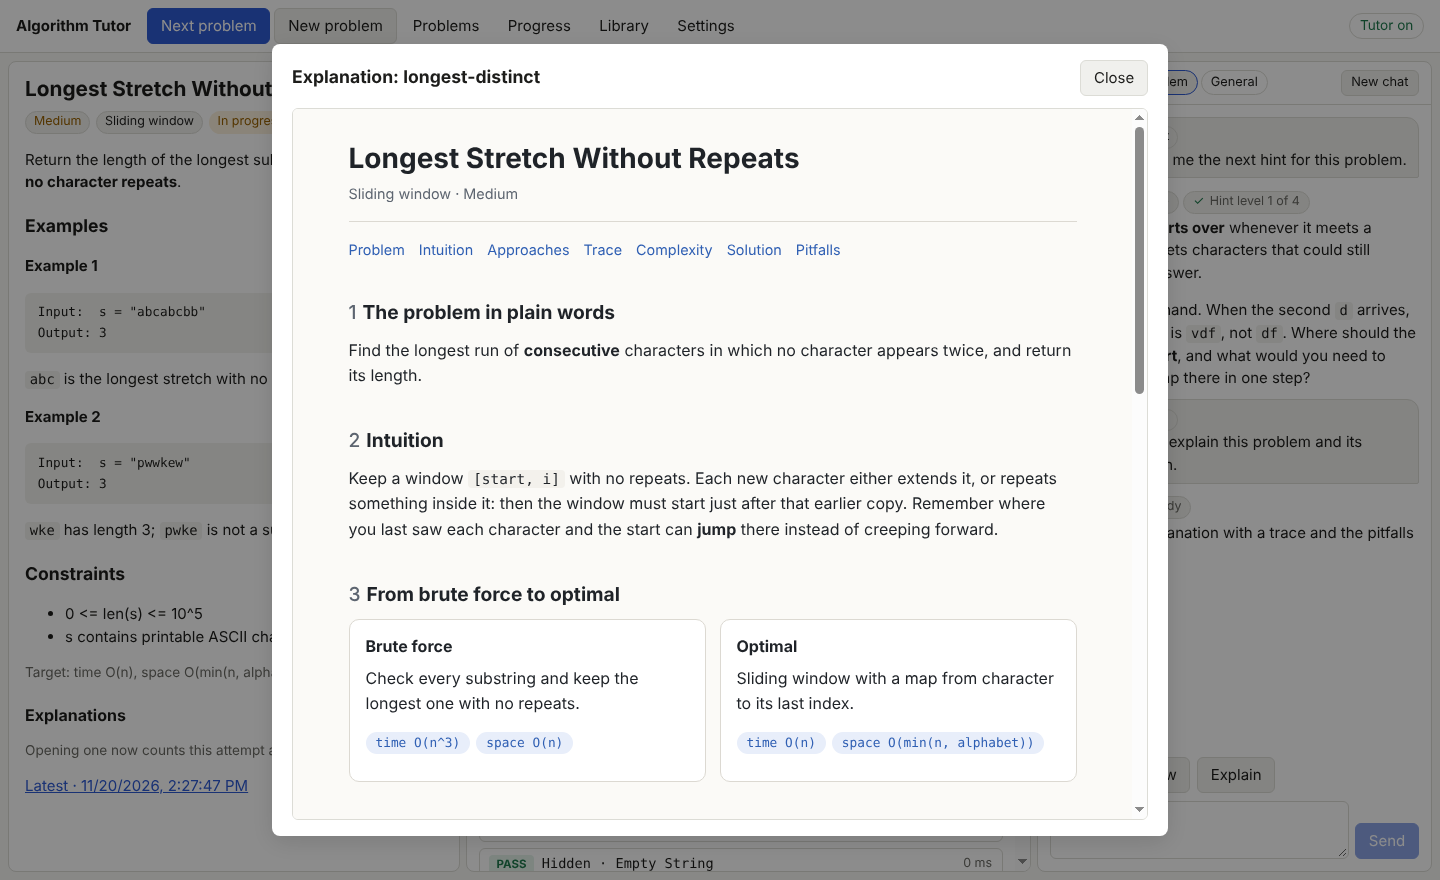 Algorithm Tutor
Next problem
New problem
Problems
Progress
Library
Settings
Tutor on
Longest Stretch Without
Medium
Sliding window
Return the length of the longest
no character repeats.
Examples
Example 1
Input:  s = "abcabcbb"
Output: 3
abc is the longest stretch with no
Example 2
Input:  s = "pwwkew"
Output: 3
wke has length 3; pwke is not a
Constraints
0 <= len(s) <= 10^5
s contains printable ASCII
Target: time O(n), space O(min(n,
Explanations
Opening one now counts this attempt
Latest · 11/20/2026, 2:27:47 PM
Explanation: longest-distinct
Close
Longest Stretch Without Repeats
Sliding window · Medium
Problem Intuition Approaches Trace Complexity Solution Pitfalls
1 The problem in plain words
Find the longest run of consecutive characters in which no character appears twice, and return
its length.
2 Intuition
Keep a window [start, i] with no repeats. Each new character either extends it, or repeats
something inside it: then the window must start just after that earlier copy. Remember where
you last saw each character and the start can jump there instead of creeping forward.
3 From brute force to optimal
Brute force
Check every substring and keep the
longest one with no repeats.
time O(n^3) space O(n)
Optimal
Sliding window with a map from character
to its last index.
time O(n) space O(min(n, alphabet))
PASS Hidden · Empty String 0 ms
General
New chat
me the next hint for this problem.
✓ Hint level 1 of 4
over whenever it meets a
characters that could still
When the second d arrives,
is vdf, not df. Where should the
and what would you need to
there in one step?
explain this problem and its
with a trace and the pitfalls
Explain
Send